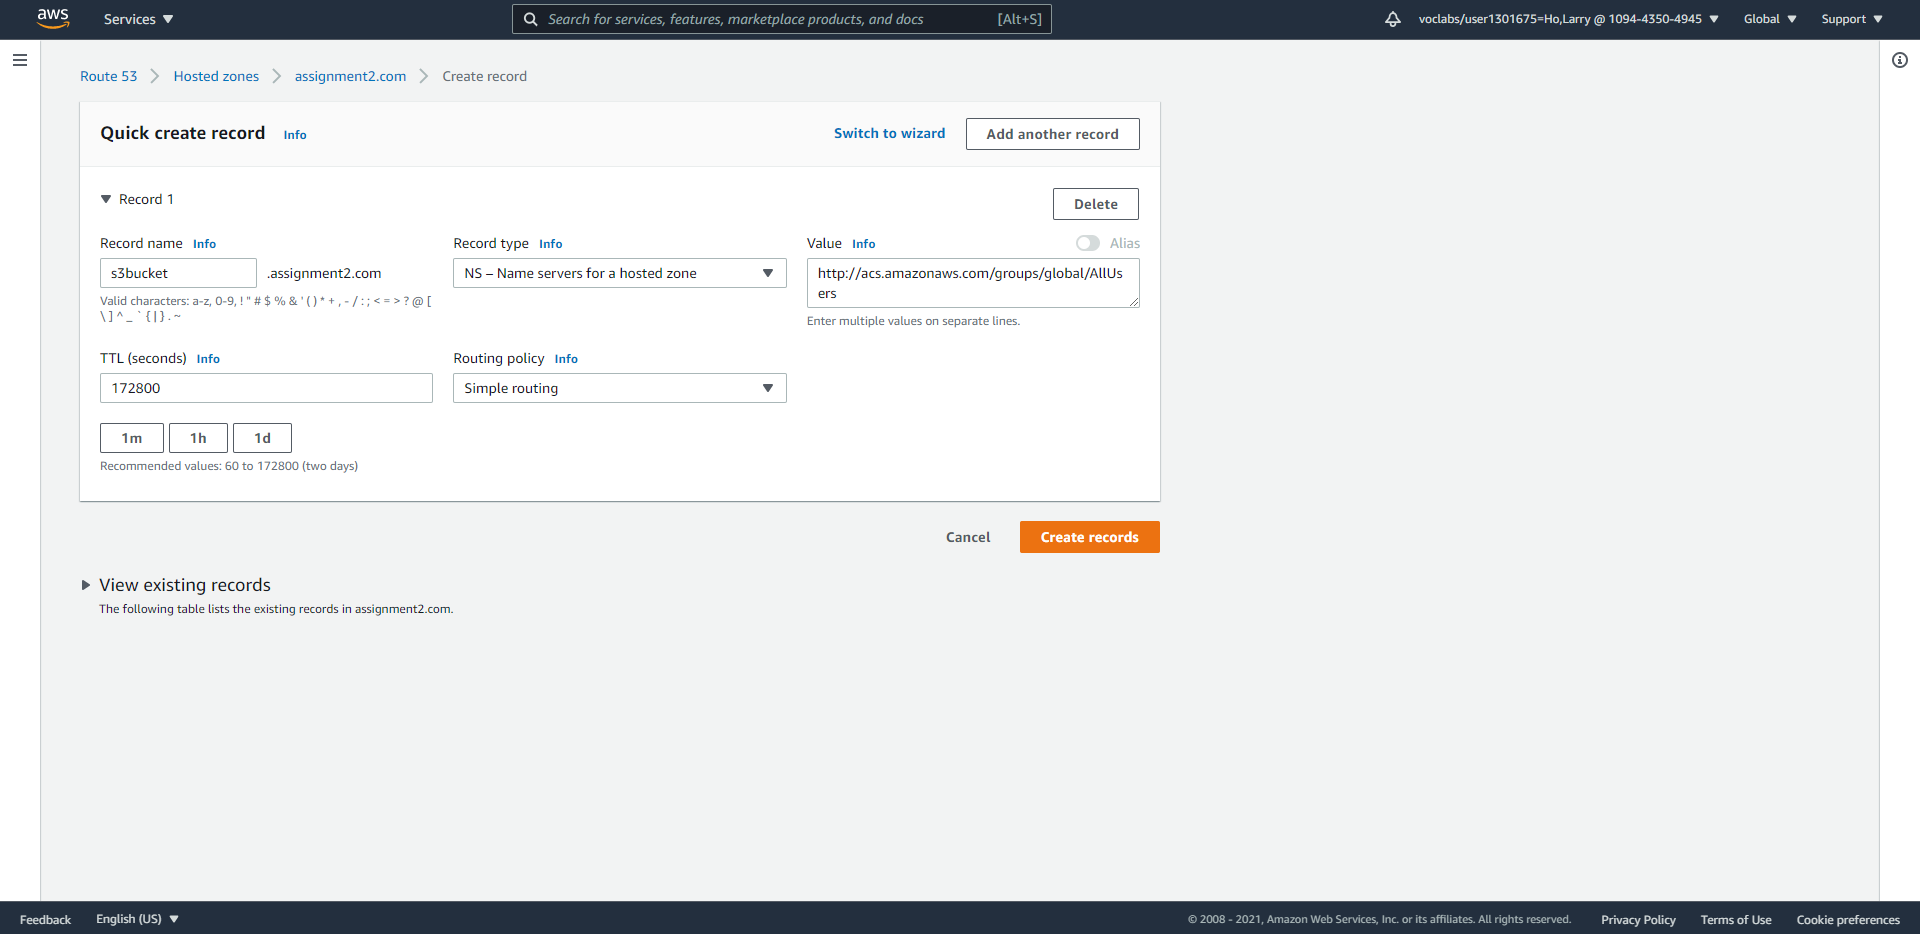 aws
Services ▼
Search for services, features, marketplace products, and docs [Alt+S]
voclabs/user1301675=Ho,Larry @ 1094-4350-4945 ▼
Global ▼
Support ▼
Route 53 > Hosted zones > assignment2.com > Create record
Quick create record Info
Switch to wizard
Add another record
▼ Record 1
Delete
Record name Info
s3bucket .assignment2.com
Valid characters: a-z, 0-9, ! " # $ % & ' ( ) * + , - / : ; < = > ? @ [
\ ] ^ _ ` { | } . ~
Record type Info
NS – Name servers for a hosted zone
Value Info
Alias
http://acs.amazonaws.com/groups/global/AllUs
ers
Enter multiple values on separate lines.
TTL (seconds) Info
172800
1m 1h 1d
Recommended values: 60 to 172800 (two days)
Routing policy Info
Simple routing
Cancel
Create records
View existing records
The following table lists the existing records in assignment2.com.
Feedback
English (US) ▼
© 2008 - 2021, Amazon Web Services, Inc. or its affiliates. All rights reserved.
Privacy Policy
Terms of Use
Cookie preferences